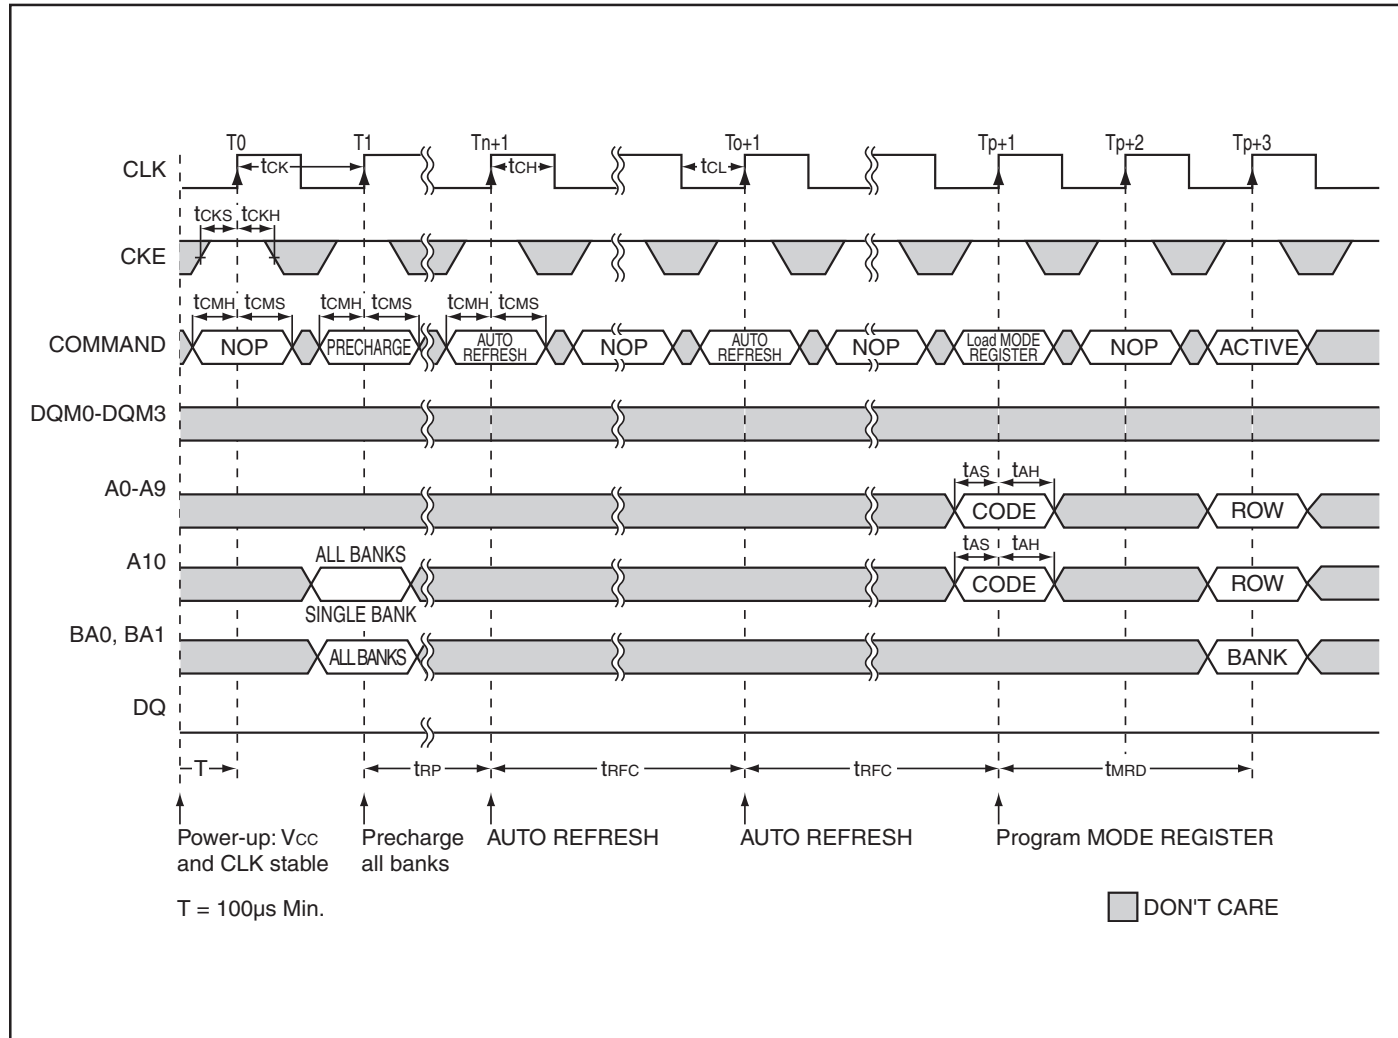 T0 T1 Tn+1 To+1 Tp+1 Tp+2 Tp+3
CLK tCK tCH tCL
tCKS tCKH
CKE
tCMH tCMS tCMH tCMS tCMH tCMS
COMMAND NOP PRECHARGE AUTO REFRESH NOP AUTO REFRESH NOP Load MODE REGISTER NOP ACTIVE
DQM0-DQM3
tAS tAH
A0-A9 CODE ROW
ALL BANKS tAS tAH
A10 CODE ROW
SINGLE BANK
BA0, BA1 ALL BANKS BANK
DQ
T tRP tRFC tRFC tMRD
Power-up: VCC Precharge AUTO REFRESH AUTO REFRESH Program MODE REGISTER
and CLK stable all banks
T = 100μs Min. DON'T CARE